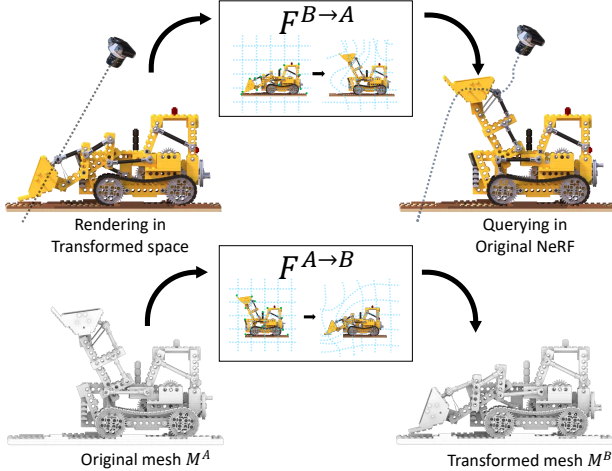 F^{B→A}
Rendering in
Transformed space
Querying in
Original NeRF
F^{A→B}
Original mesh M^A
Transformed mesh M^B